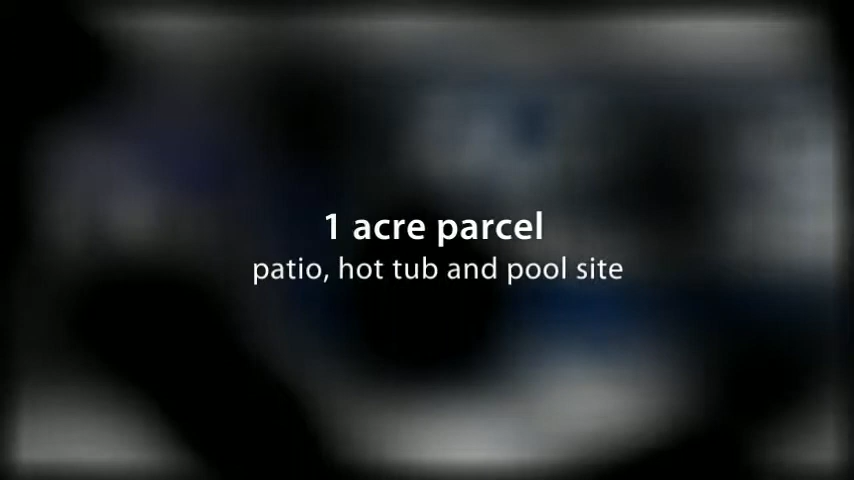 1 acre parcel
patio, hot tub and pool site